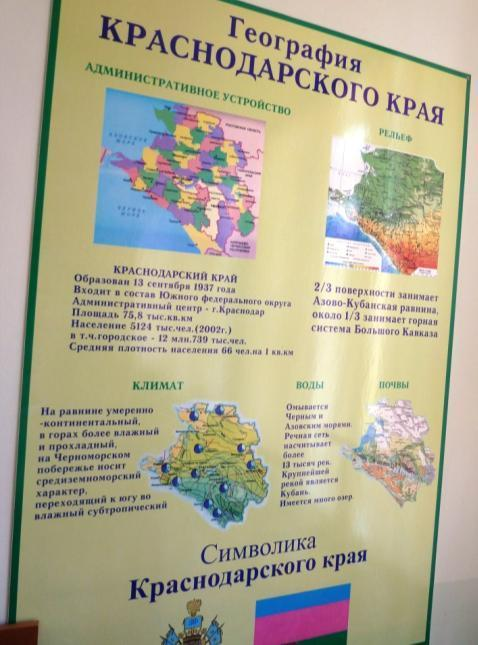 География
КРАСНОДАРСКОГО КРАЯ
АДМИНИСТРАТИВНОЕ УСТРОЙСТВО
АЗОВСКОЕ
МОРЕ
ЧЕРНОЕ
МОРЕ
РЕЛЬЕФ
КРАСНОДАРСКИЙ КРАЙ
Образован 13 сентября 1937 года
Входит в состав Южного федерального округа
Административный центр - г.Краснодар
Площадь 75,8 тыс.кв.км
Население 5124 тыс.чел.(2002г.)
в т.ч.городское - 12 млн.739 тыс.чел.
Средняя плотность населения 66 чел.на 1 кв.км
2/3 поверхности занимает
Азово-Кубанская равнина,
около 1/3 занимает горная
система Большого Кавказа
КЛИМАТ
На равнине умеренно
-континентальный,
в горах более влажный
и прохладный,
на Черноморском
побережье носит
средиземноморский
характер,
переходящий к югу во
влажный субтропический
ВОДЫ
Омывается
Черным и
Азовским морями.
Речная сеть
насчитывает
более
13 тысяч рек.
Крупнейшей
рекой является
Кубань.
Имеется много озер.
ПОЧВЫ
Символика
Краснодарского края